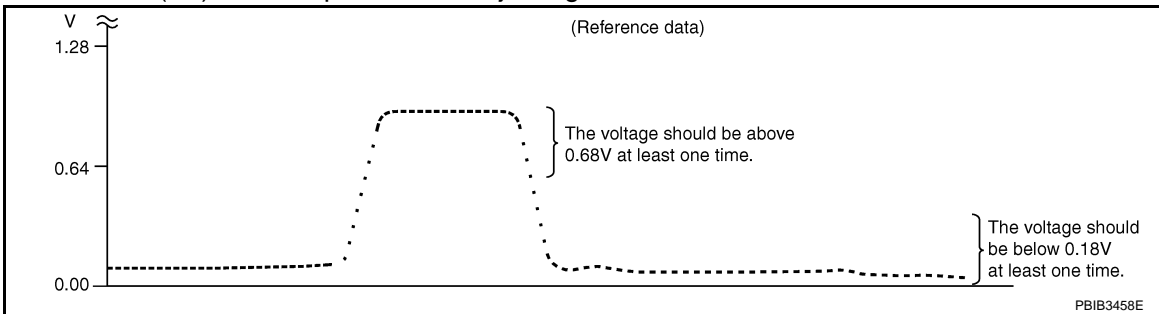 V
(Reference data)
1.28
The voltage should be above
0.68V at least one time.
0.64
The voltage should
be below 0.18V
at least one time.
0.00
PBIB3458E